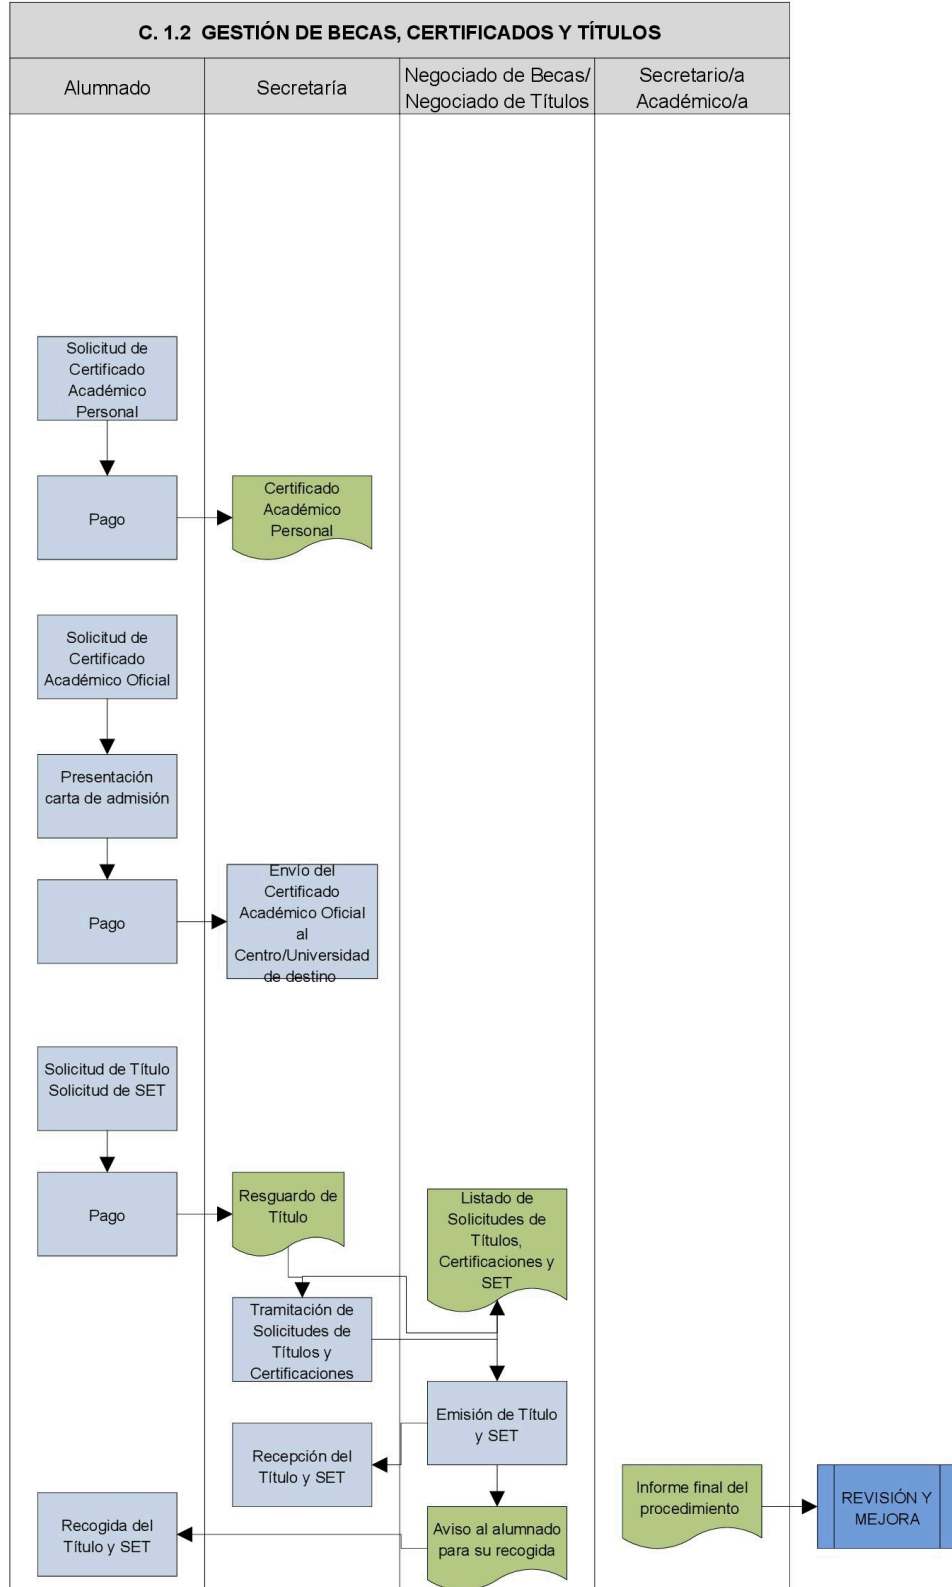 C. 1.2 GESTIÓN DE BECAS, CERTIFICADOS Y TÍTULOS
Alumnado
Secretaría
Negociado de Becas/
Negociado de Títulos
Secretario/a
Académico/a
Solicitud de
Certificado
Académico
Personal
Pago
Certificado
Académico
Personal
Solicitud de
Certificado
Académico Oficial
Presentación
carta de admisión
Pago
Envío del
Certificado
Académico Oficial
al
Centro/Universidad
de destino
Solicitud de Título
Solicitud de SET
Pago
Resguardo de
Título
Listado de
Solicitudes de
Títulos,
Certificaciones y
SET
Tramitación de
Solicitudes de
Títulos y
Certificaciones
Emisión de Título
y SET
Recepción del
Título y SET
Informe final del
procedimiento
REVISIÓN Y
MEJORA
Recogida del
Título y SET
Aviso al alumnado
para su recogida